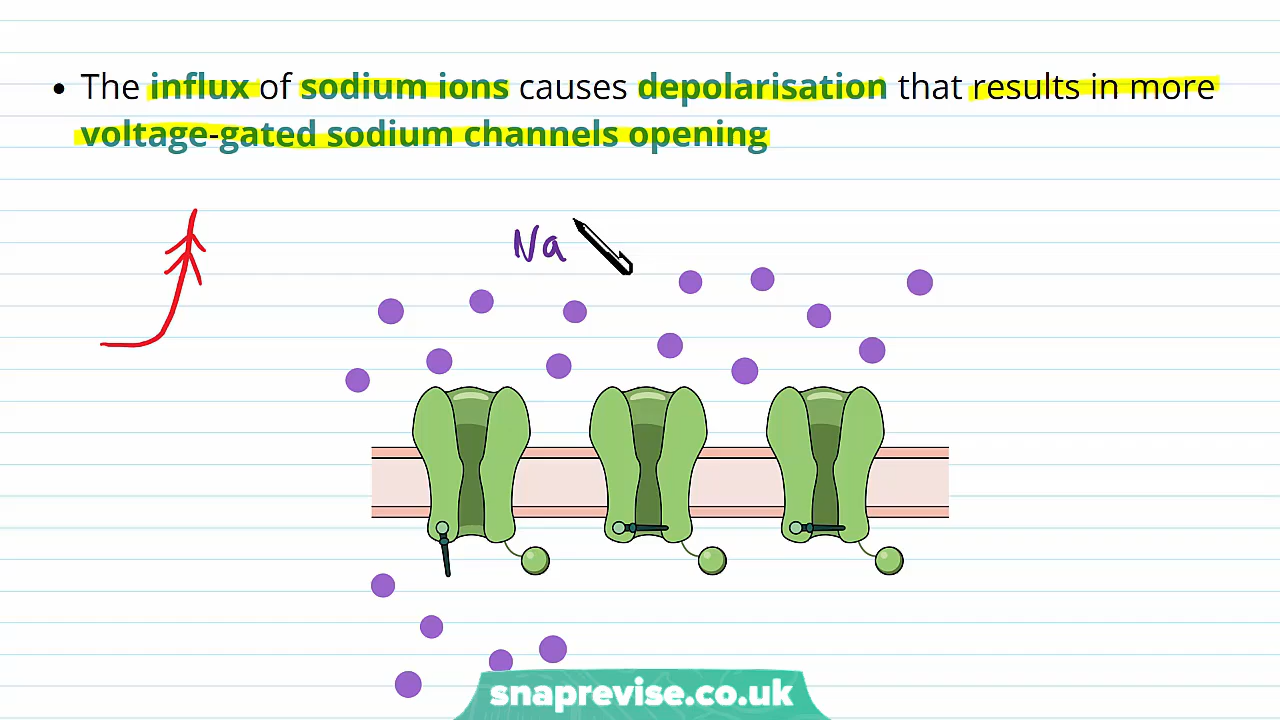 • The influx of sodium ions causes depolarisation that results in more
voltage-gated sodium channels opening
Na
snaprevise.co.uk